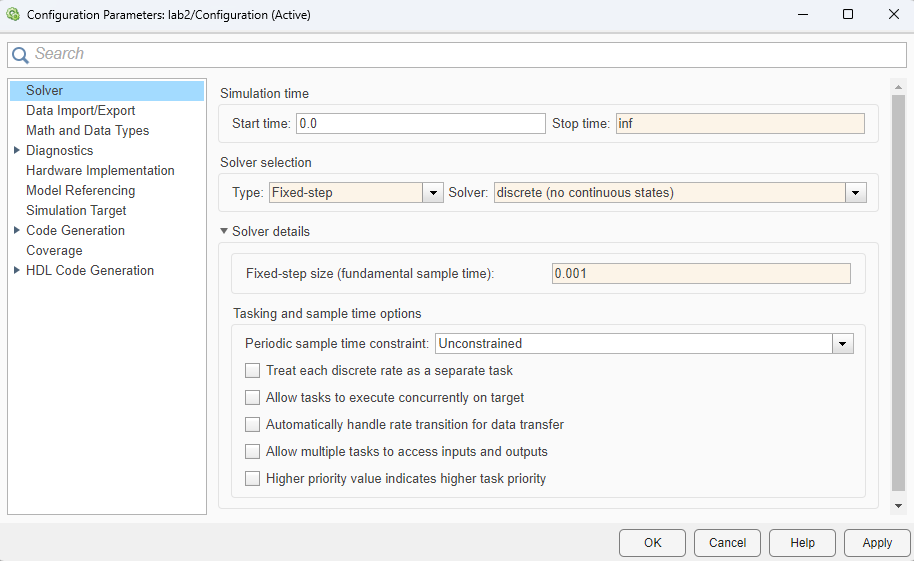 Configuration Parameters: lab2/Configuration (Active)
Search
Solver
Data Import/Export
Math and Data Types
Diagnostics
Hardware Implementation
Model Referencing
Simulation Target
Code Generation
Coverage
HDL Code Generation
Simulation time
Start time: 0.0 Stop time: inf
Solver selection
Type: Fixed-step Solver: discrete (no continuous states)
Solver details
Fixed-step size (fundamental sample time): 0.001
Tasking and sample time options
Periodic sample time constraint: Unconstrained
Treat each discrete rate as a separate task
Allow tasks to execute concurrently on target
Automatically handle rate transition for data transfer
Allow multiple tasks to access inputs and outputs
Higher priority value indicates higher task priority
OK Cancel Help Apply